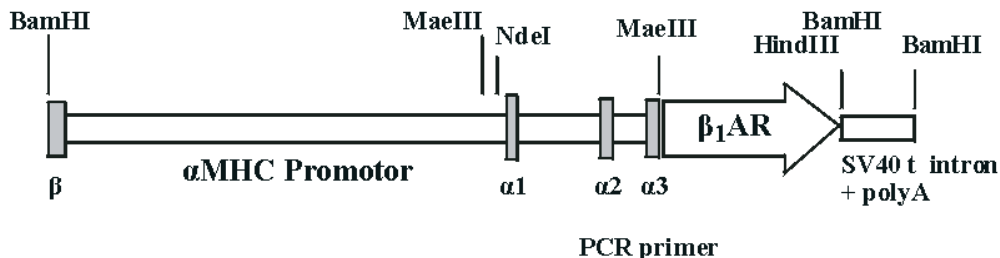 BamHI
BamHI
MaeIII
NdeI
MaeIII
HindIII
BamHI
β₁AR
αMHC Promotor
SV40 t intron
+ polyA
β
α1
α2
α3
PCR primer